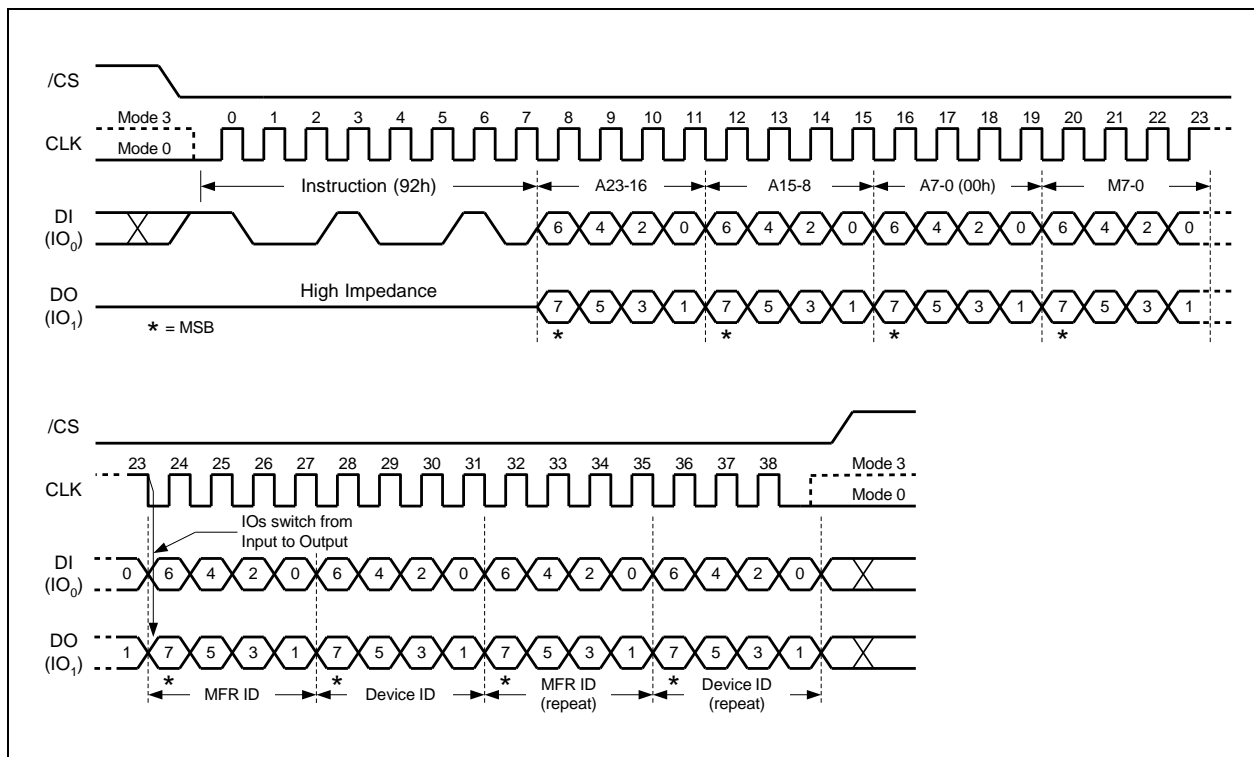 /CS
Mode 3 0 1 2 3 4 5 6 7 8 9 10 11 12 13 14 15 16 17 18 19 20 21 22 23
CLK Mode 0
Instruction (92h) A23-16 A15-8 A7-0 (00h) M7-0
DI
(IO0) 6 4 2 0 6 4 2 0 6 4 2 0 6 4 2 0
DO High Impedance
(IO1) 7 5 3 1 7 5 3 1 7 5 3 1 7 5 3 1
* = MSB * * * *
/CS
23 24 25 26 27 28 29 30 31 32 33 34 35 36 37 38 Mode 3
CLK Mode 0
IOs switch from
Input to Output
DI
(IO0) 0 6 4 2 0 6 4 2 0 6 4 2 0 6 4 2 0
DO
(IO1) 1 7 5 3 1 7 5 3 1 7 5 3 1 7 5 3 1
* * * *
MFR ID Device ID MFR ID Device ID
(repeat) (repeat)